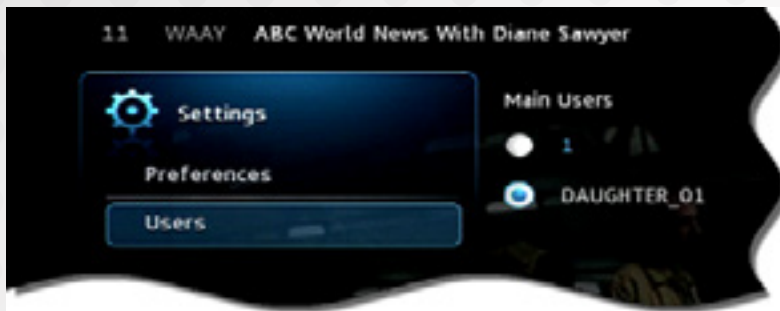 11 WAAY ABC World News With Diane Sawyer
Settings
Preferences
Users
Main Users
1
DAUGHTER_01